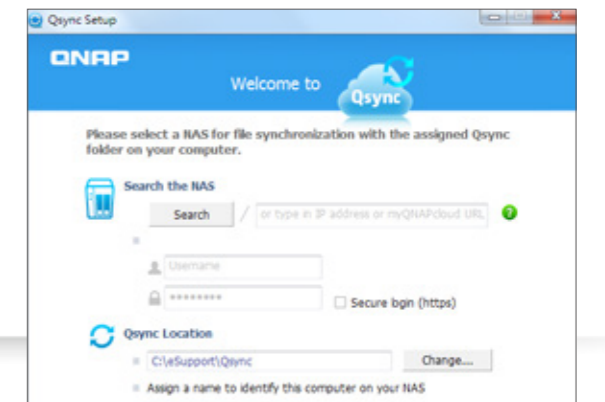 Qsync Setup
QNAP
Welcome to
Qsync
Please select a NAS for file synchronization with the assigned Qsync
folder on your computer.
Search the NAS
Search / or type in IP address or myQNAPcloud URL ?
Username
********
Secure login (https)
Qsync Location
C:\eSupport\Qsync Change...
Assign a name to identify this computer on your NAS